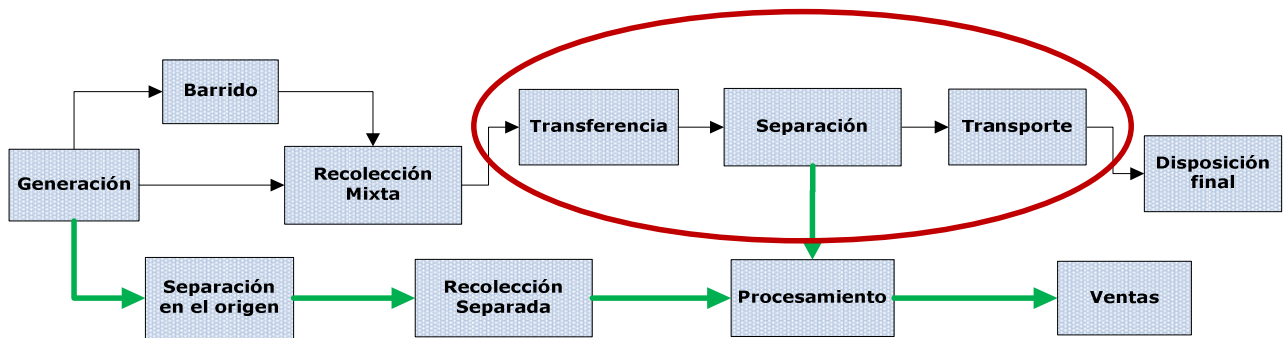 Barrido
Transferencia
Separación
Transporte
Generación
Recolección
Mixta
Disposición
final
Separación
en el origen
Recolección
Separada
Procesamiento
Ventas